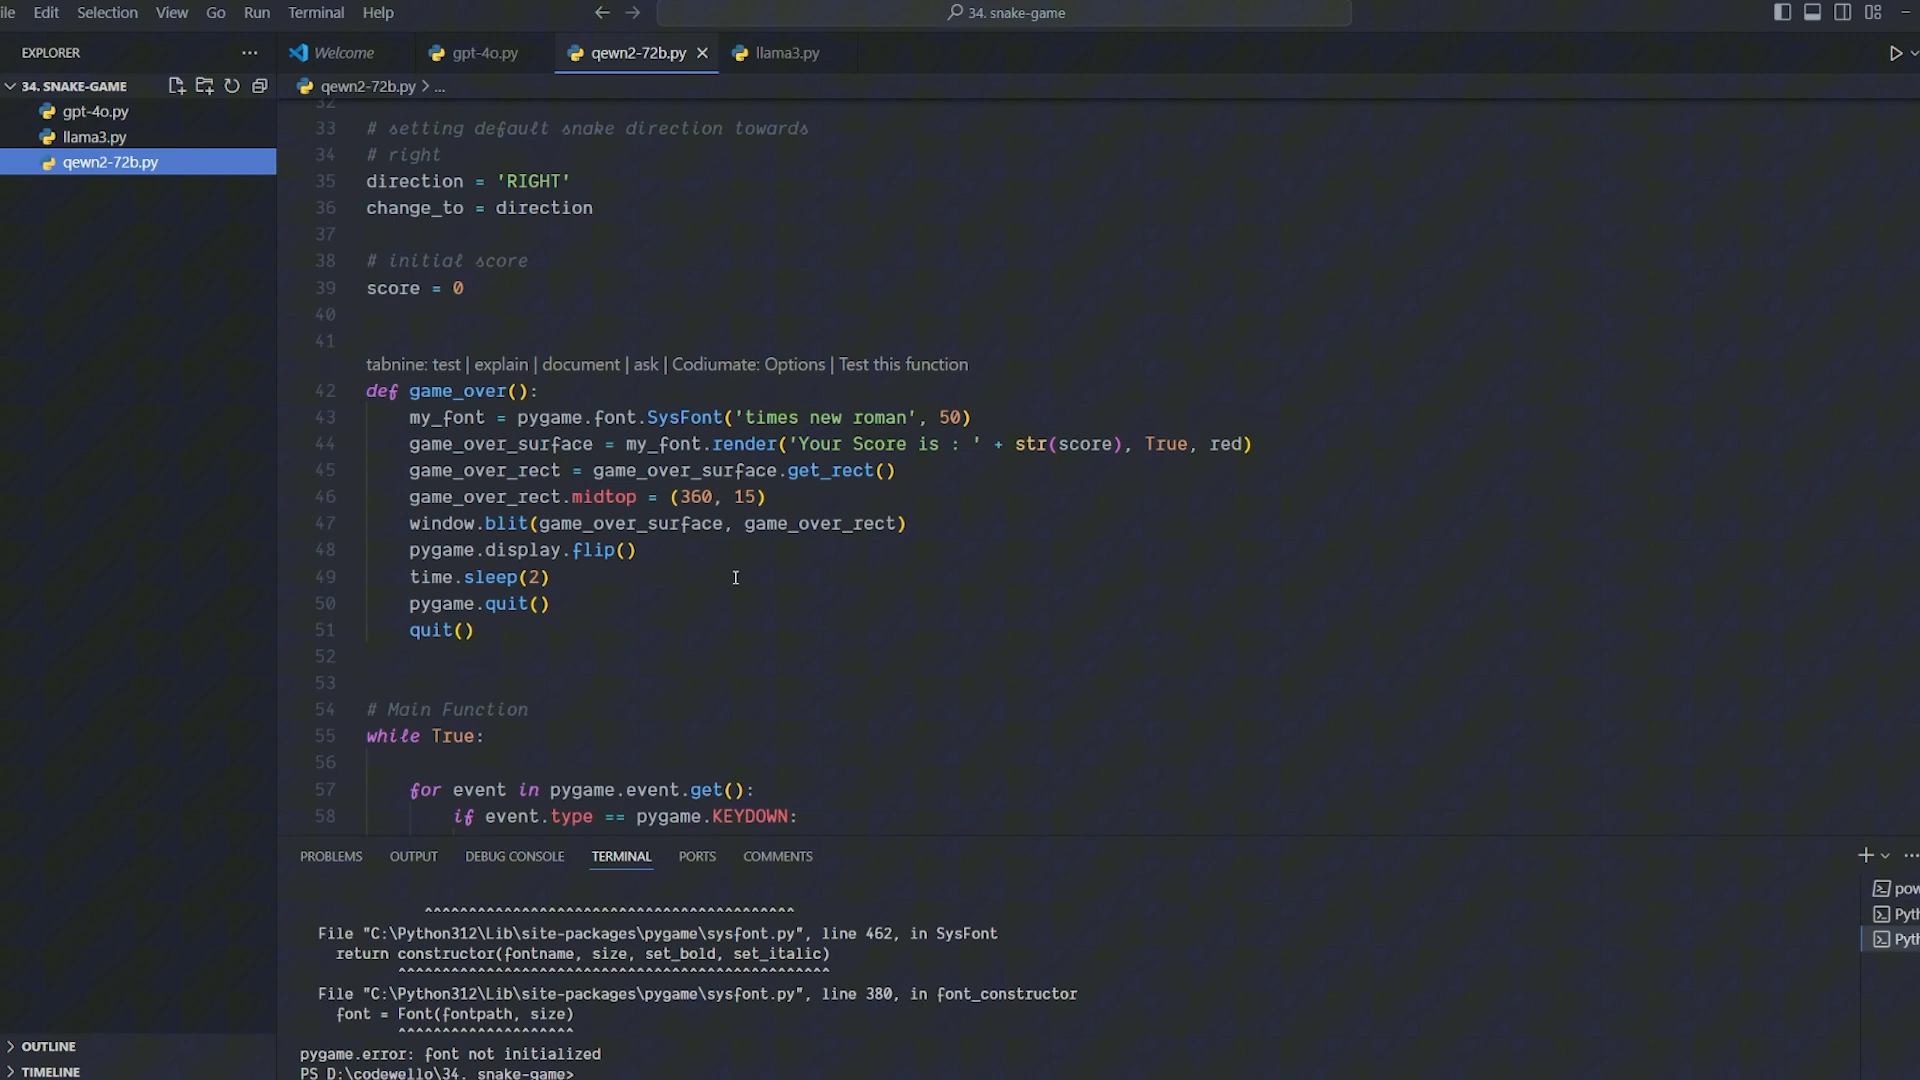 ile Edit Selection View Go Run Terminal Help
34. snake-game
EXPLORER
Welcome
gpt-4o.py
qewn2-72b.py
llama3.py
34. SNAKE-GAME
gpt-4o.py
llama3.py
qewn2-72b.py
qewn2-72b.py > ...
32
33 # setting default snake direction towards
34 # right
35 direction = 'RIGHT'
36 change_to = direction
37
38 # initial score
39 score = 0
40
41
tabnine: test | explain | document | ask | Codiumate: Options | Test this function
42 def game_over():
43 my_font = pygame.font.SysFont('times new roman', 50)
44 game_over_surface = my_font.render('Your Score is : ' + str(score), True, red)
45 game_over_rect = game_over_surface.get_rect()
46 game_over_rect.midtop = (360, 15)
47 window.blit(game_over_surface, game_over_rect)
48 pygame.display.flip()
49 time.sleep(2)
50 pygame.quit()
51 quit()
52
53
54 # Main Function
55 while True:
56
57 for event in pygame.event.get():
58 if event.type == pygame.KEYDOWN:
PROBLEMS OUTPUT DEBUG CONSOLE TERMINAL PORTS COMMENTS
pow
Pyth
Pyth
^^^^^^^^^^^^^^^^^^^^^^^^^^^^^^^^^^^^^^^^
File "C:\Python312\Lib\site-packages\pygame\sysfont.py", line 462, in SysFont
return constructor(fontname, size, set_bold, set_italic)
^^^^^^^^^^^^^^^^^^^^^^^^^^^^^^^^^^^^^^^^^^^^^^^^^
File "C:\Python312\Lib\site-packages\pygame\sysfont.py", line 380, in font_constructor
font = Font(fontpath, size)
^^^^^^^^^^^^^^^^^^^^
pygame.error: font not initialized
PS D:\codewello\34. snake-game>
OUTLINE
TIMELINE